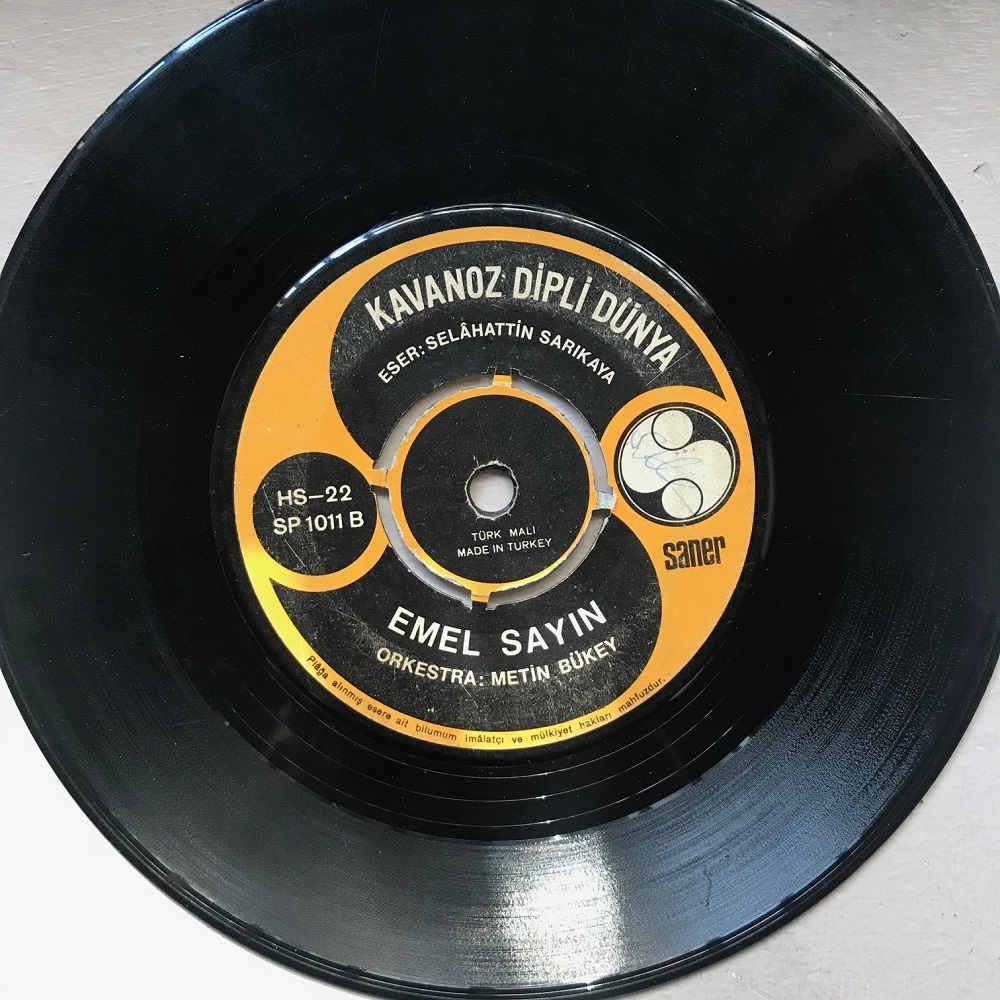 KAVANOZ DİPLİ DÜNYA
ESER: SELÂHATTİN SARIKAYA
HS–22
SP 1011 B
TÜRK MALI
MADE IN TURKEY
saner
EMEL SAYIN
ORKESTRA: METİN BÜKEY
Plâğa alınmış esere ait bilumum imâlatçı ve mülkiyet hakları mahfuzdur.